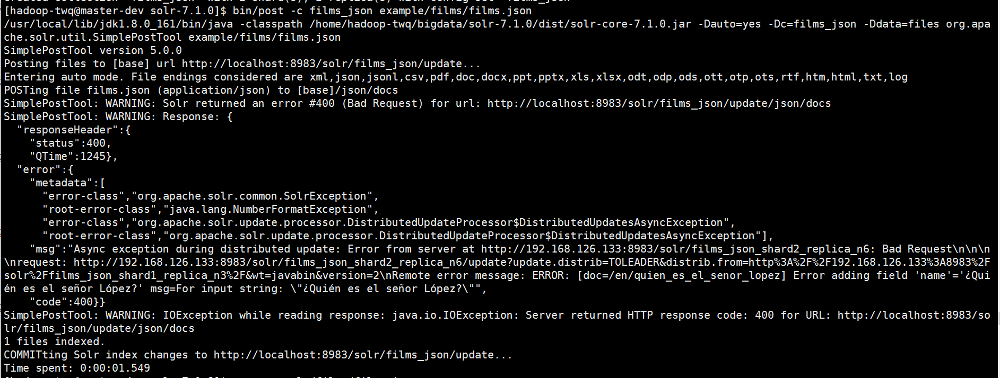 [hadoop-twq@master-dev solr-7.1.0]$ bin/post -c films_json example/films/films.json
/usr/local/lib/jdk1.8.0_161/bin/java -classpath /home/hadoop-twq/bigdata/solr-7.1.0/dist/solr-core-7.1.0.jar -Dauto=yes -Dc=films_json -Ddata=files org.apa
che.solr.util.SimplePostTool example/films/films.json
SimplePostTool version 5.0.0
Posting files to [base] url http://localhost:8983/solr/films_json/update...
Entering auto mode. File endings considered are xml,json,jsonl,csv,pdf,doc,docx,ppt,pptx,xls,xlsx,odt,odp,ods,ott,otp,ots,rtf,htm,html,txt,log
POSTing file films.json (application/json) to [base]/json/docs
SimplePostTool: WARNING: Solr returned an error #400 (Bad Request) for url: http://localhost:8983/solr/films_json/update/json/docs
SimplePostTool: WARNING: Response: {
  "responseHeader":{
    "status":400,
    "QTime":1245},
  "error":{
    "metadata":[
      "error-class","org.apache.solr.common.SolrException",
      "root-error-class","java.lang.NumberFormatException",
      "error-class","org.apache.solr.update.processor.DistributedUpdateProcessor$DistributedUpdatesAsyncException",
      "root-error-class","org.apache.solr.update.processor.DistributedUpdateProcessor$DistributedUpdatesAsyncException"],
    "msg":"Async exception during distributed update: Error from server at http://192.168.126.133:8983/solr/films_json_shard2_replica_n6: Bad Request\n\n\n
\nrequest: http://192.168.126.133:8983/solr/films_json_shard2_replica_n6/update?update.distrib=TOLEADER&distrib.from=http%3A%2F%2F192.168.126.133%3A8983%2F
solr%2Ffilms_json_shard1_replica_n3%2F&wt=javabin&version=2\nRemote error message: ERROR: [doc=/en/quien_es_el_senor_lopez] Error adding field 'name'='¿Qui
én es el señor López?' msg=For input string: \"¿Quién es el señor López?\"",
    "code":400}}
SimplePostTool: WARNING: IOException while reading response: java.io.IOException: Server returned HTTP response code: 400 for URL: http://localhost:8983/so
lr/films_json/update/json/docs
1 files indexed.
COMMITting Solr index changes to http://localhost:8983/solr/films_json/update...
Time spent: 0:00:01.549